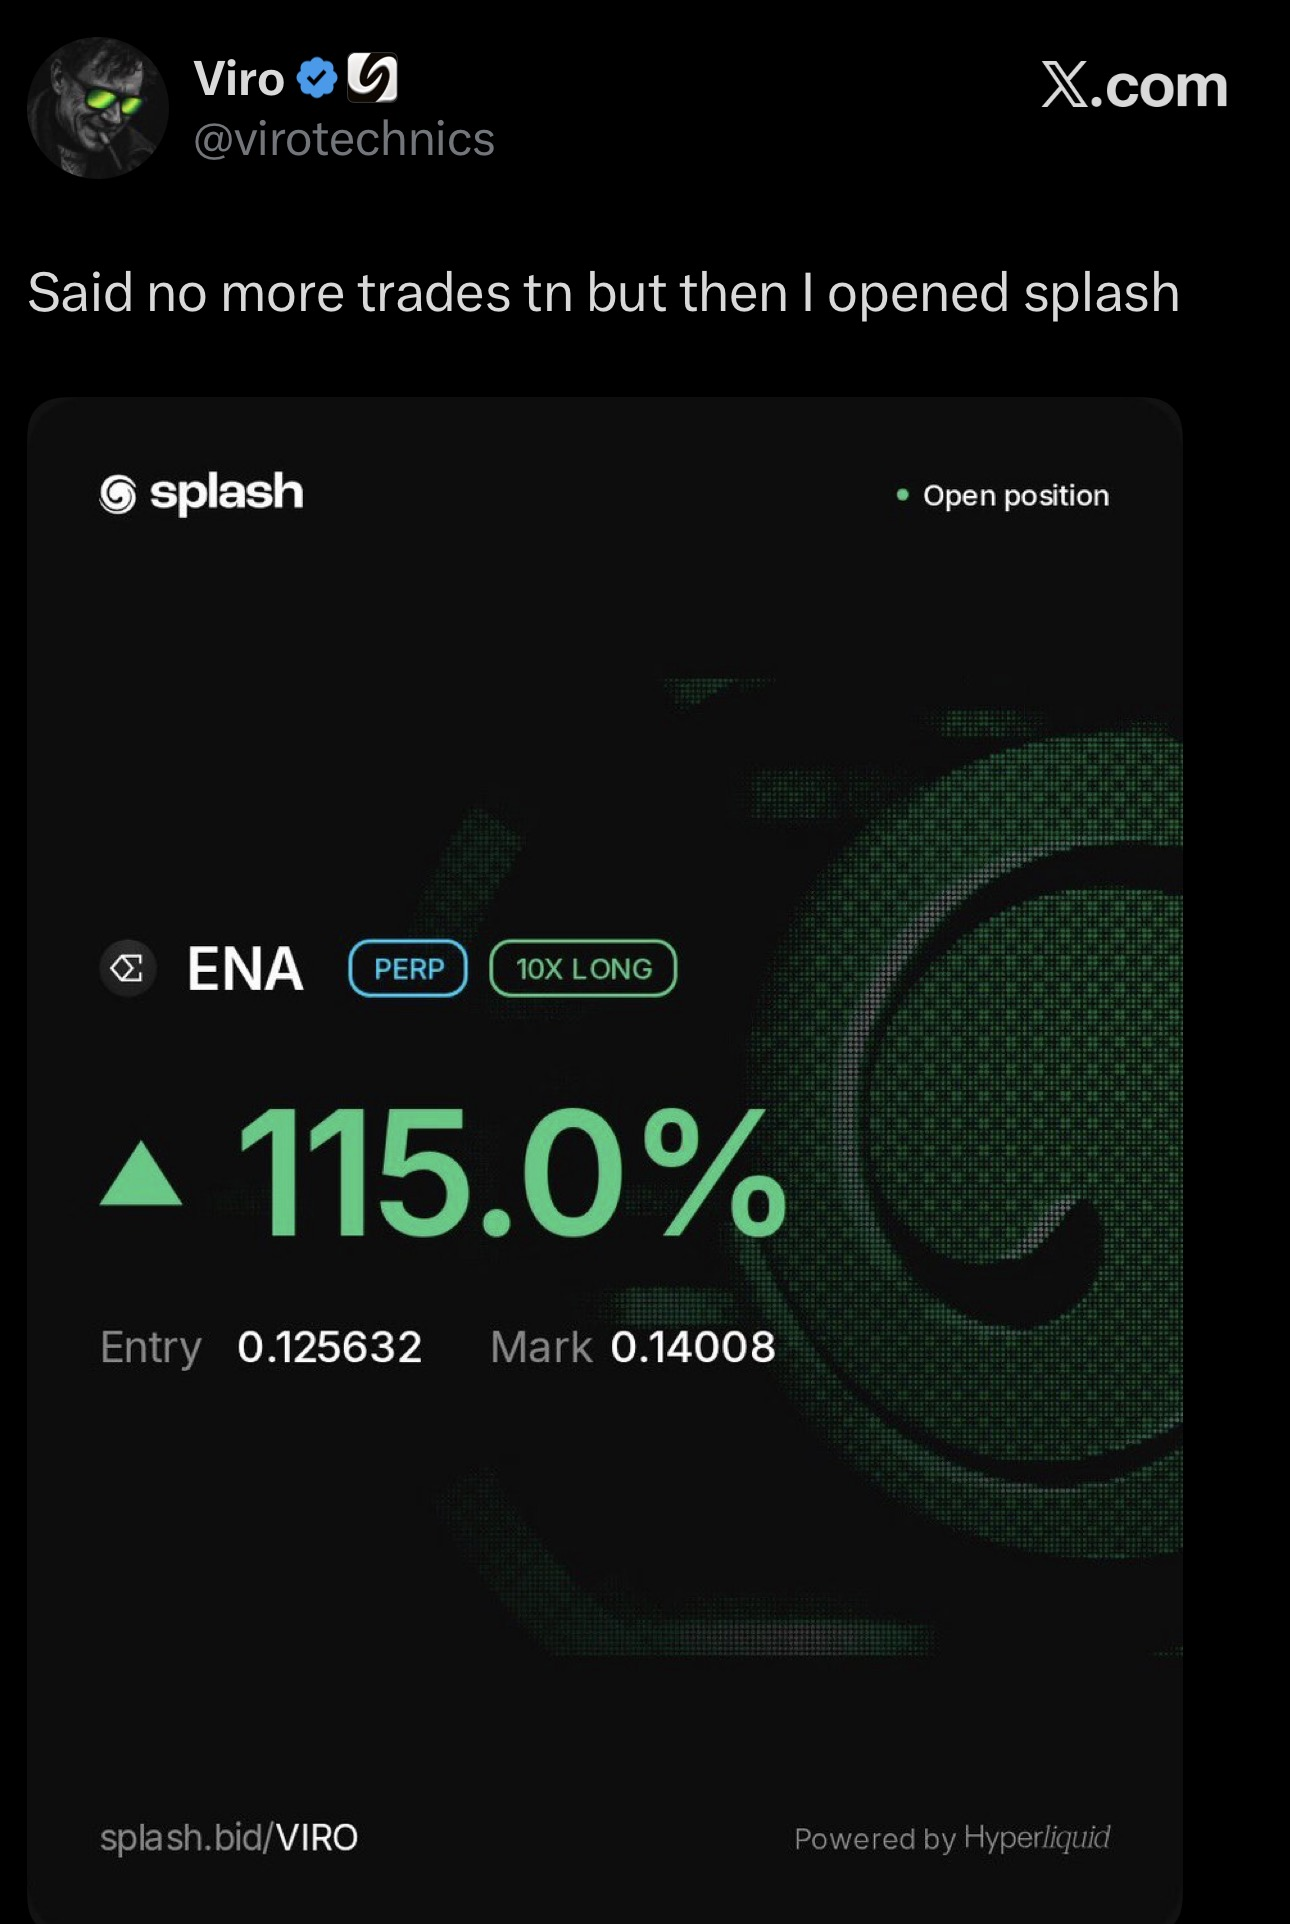 Viro
X.com
@virotechnics
Said no more trades tn but then I opened splash
splash
Open position
ENA PERP 10X LONG
115.0%
Entry 0.125632 Mark 0.14008
splash.bid/VIRO
Powered by Hyperliquid